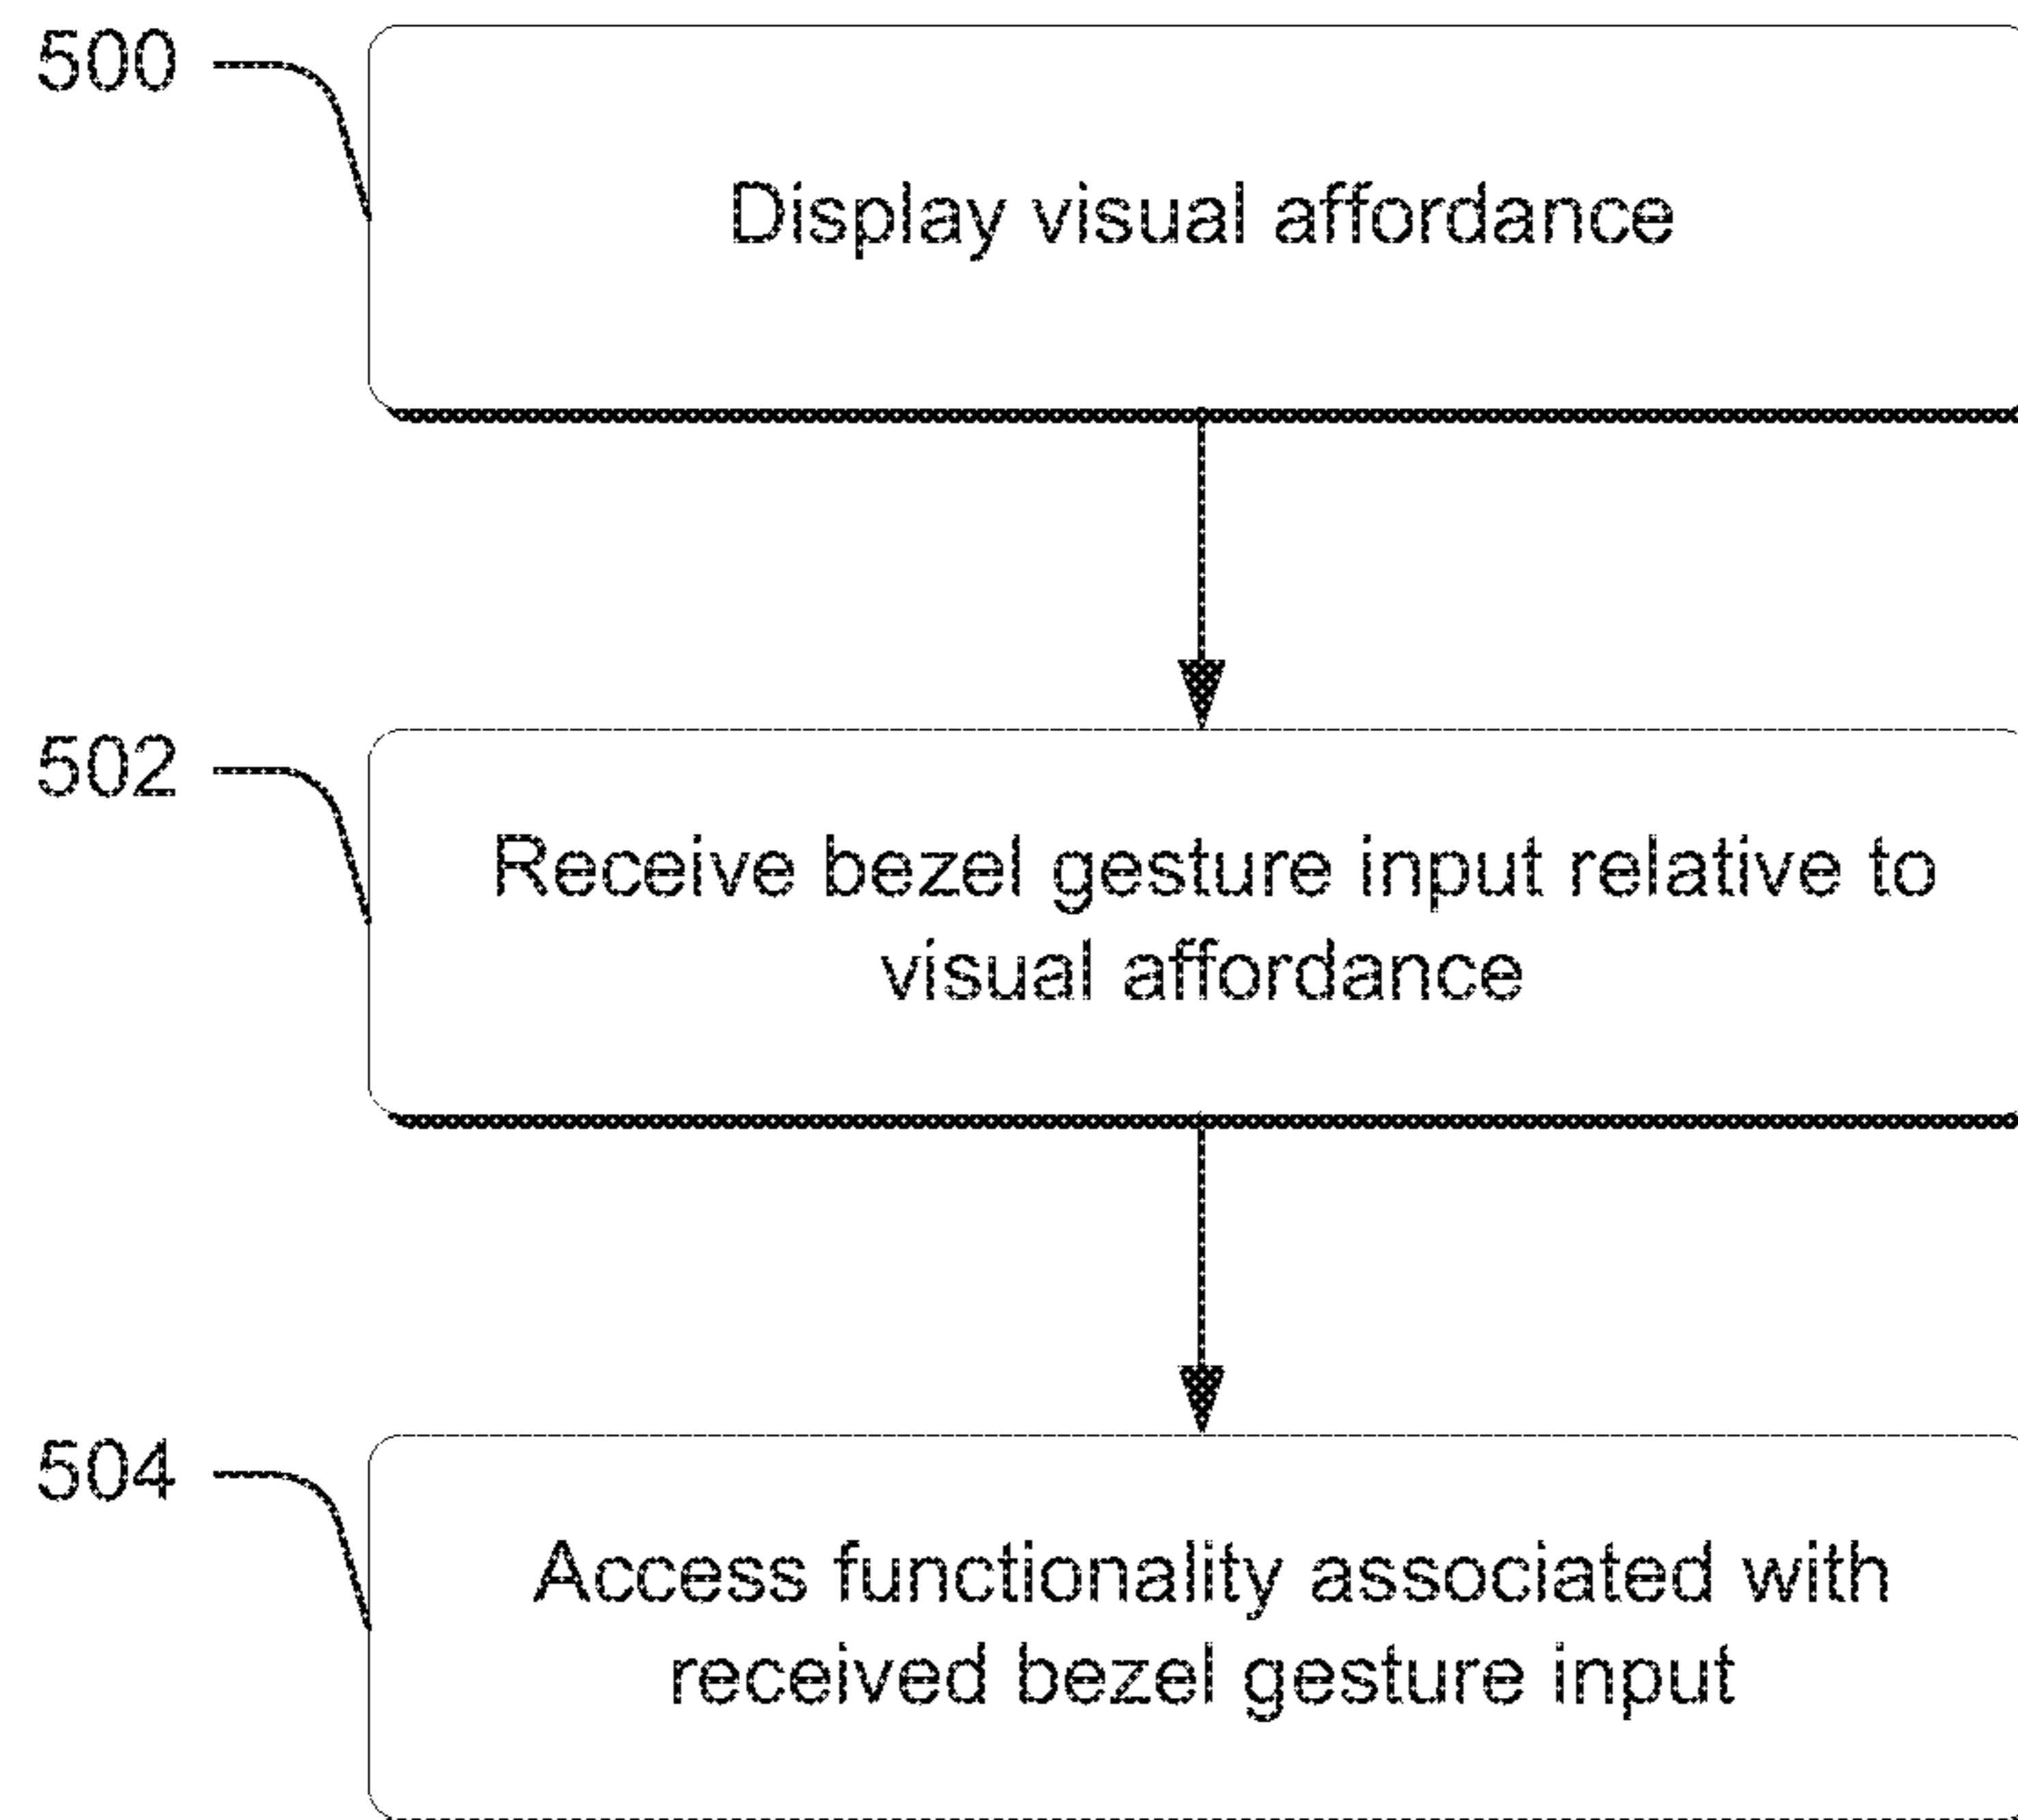 500
Display visual affordance
502
Receive bezel gesture input relative to
visual affordance
504
Access functionality associated with
received bezel gesture input